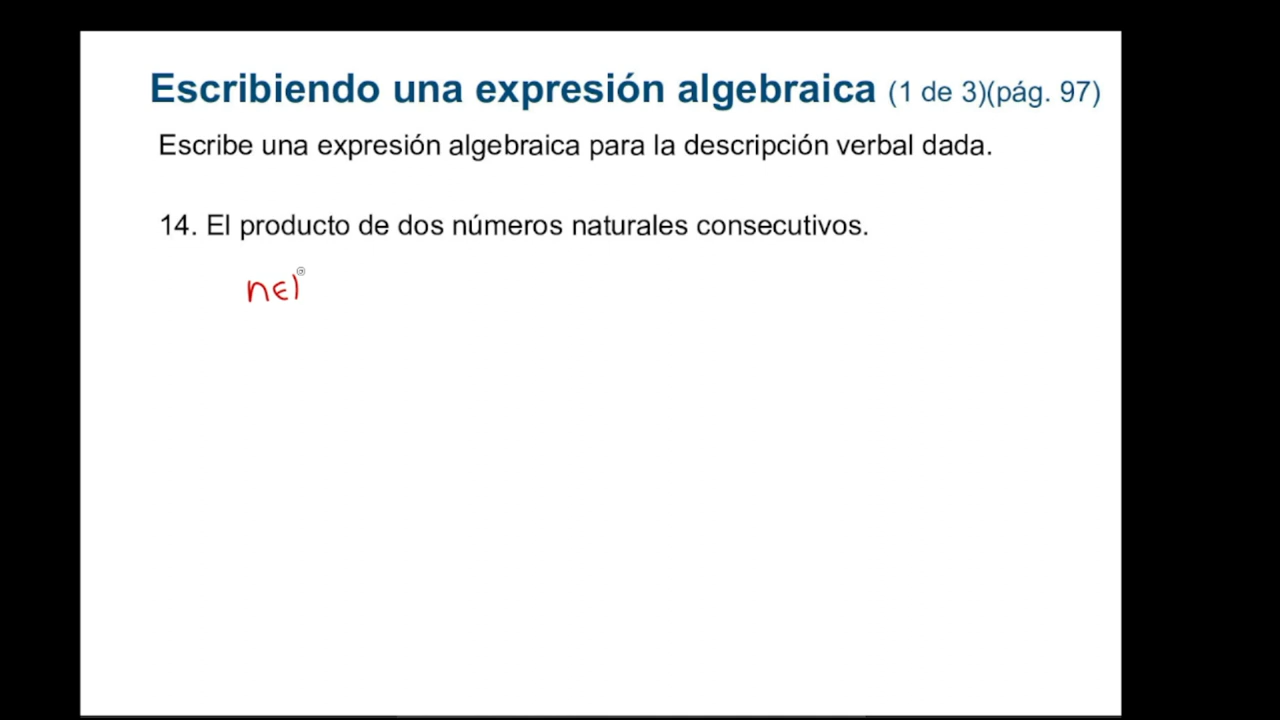 Escribiendo una expresión algebraica (1 de 3)(pág. 97)
Escribe una expresión algebraica para la descripción verbal dada.
14. El producto de dos números naturales consecutivos.
n∈